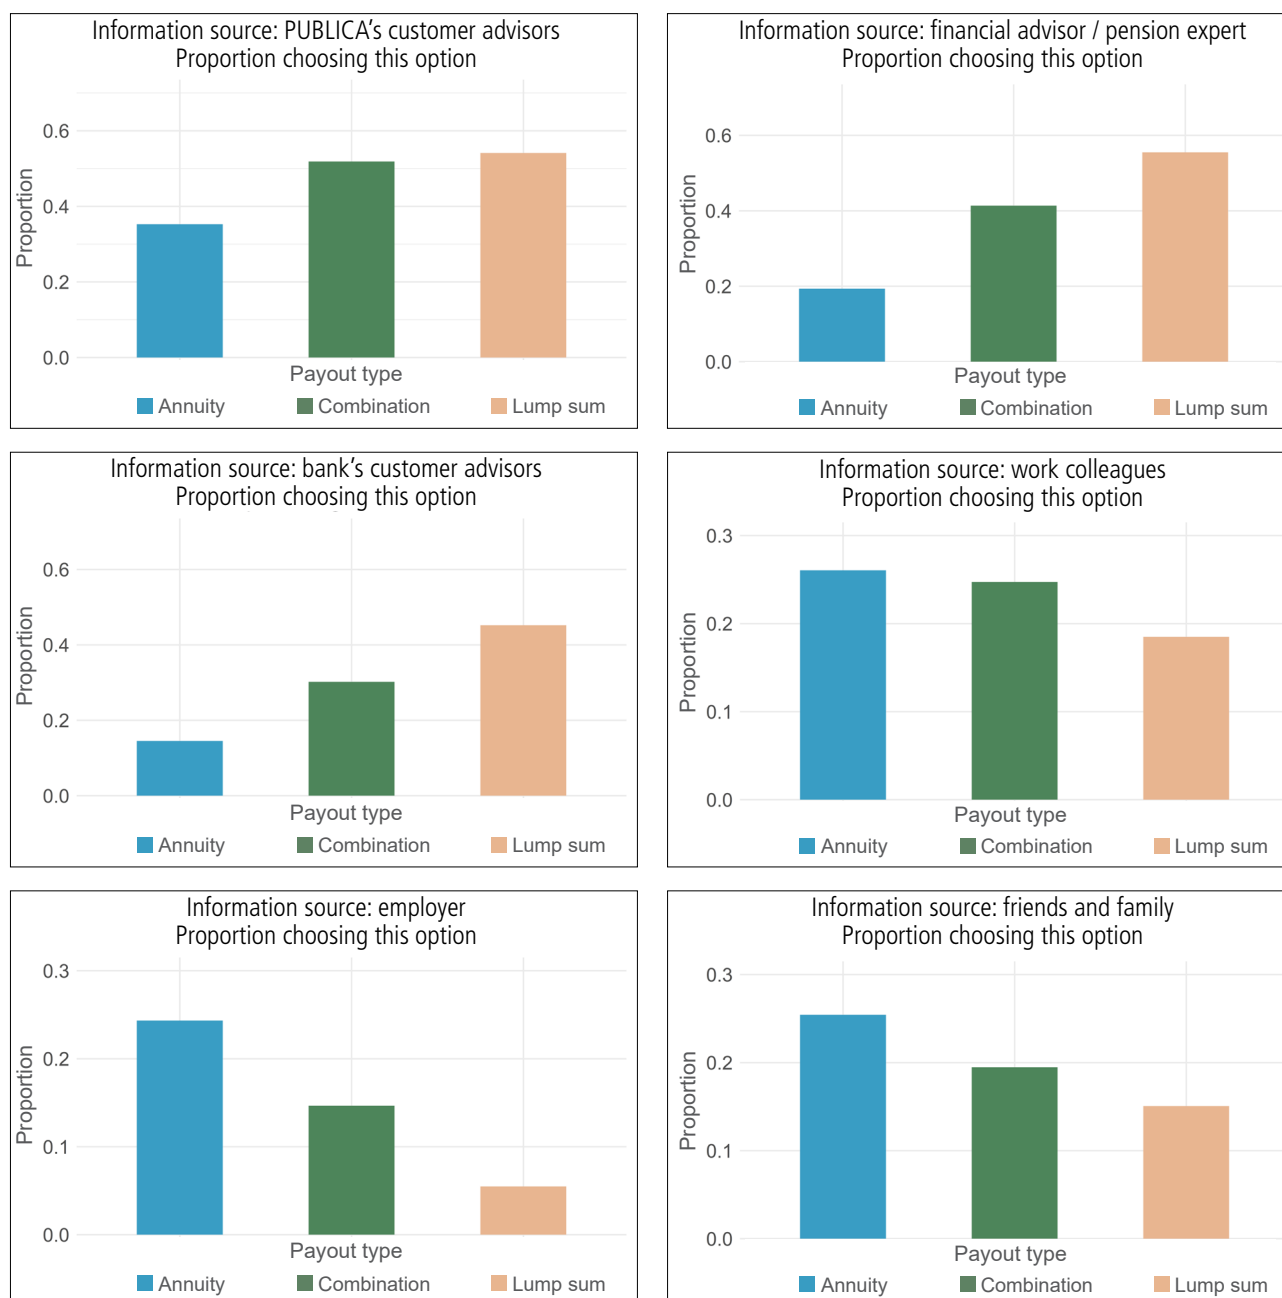 Information source: PUBLICA's customer advisors
Proportion choosing this option
0.6
0.4
0.2
0.0
Proportion
Payout type
Annuity
Combination
Lump sum
Information source: financial advisor / pension expert
Proportion choosing this option
0.6
0.4
0.2
0.0
Proportion
Payout type
Annuity
Combination
Lump sum
Information source: bank's customer advisors
Proportion choosing this option
0.6
0.4
0.2
0.0
Proportion
Payout type
Annuity
Combination
Lump sum
Information source: work colleagues
Proportion choosing this option
0.3
0.2
0.1
0.0
Proportion
Payout type
Annuity
Combination
Lump sum
Information source: employer
Proportion choosing this option
0.3
0.2
0.1
0.0
Proportion
Payout type
Annuity
Combination
Lump sum
Information source: friends and family
Proportion choosing this option
0.3
0.2
0.1
0.0
Proportion
Payout type
Annuity
Combination
Lump sum